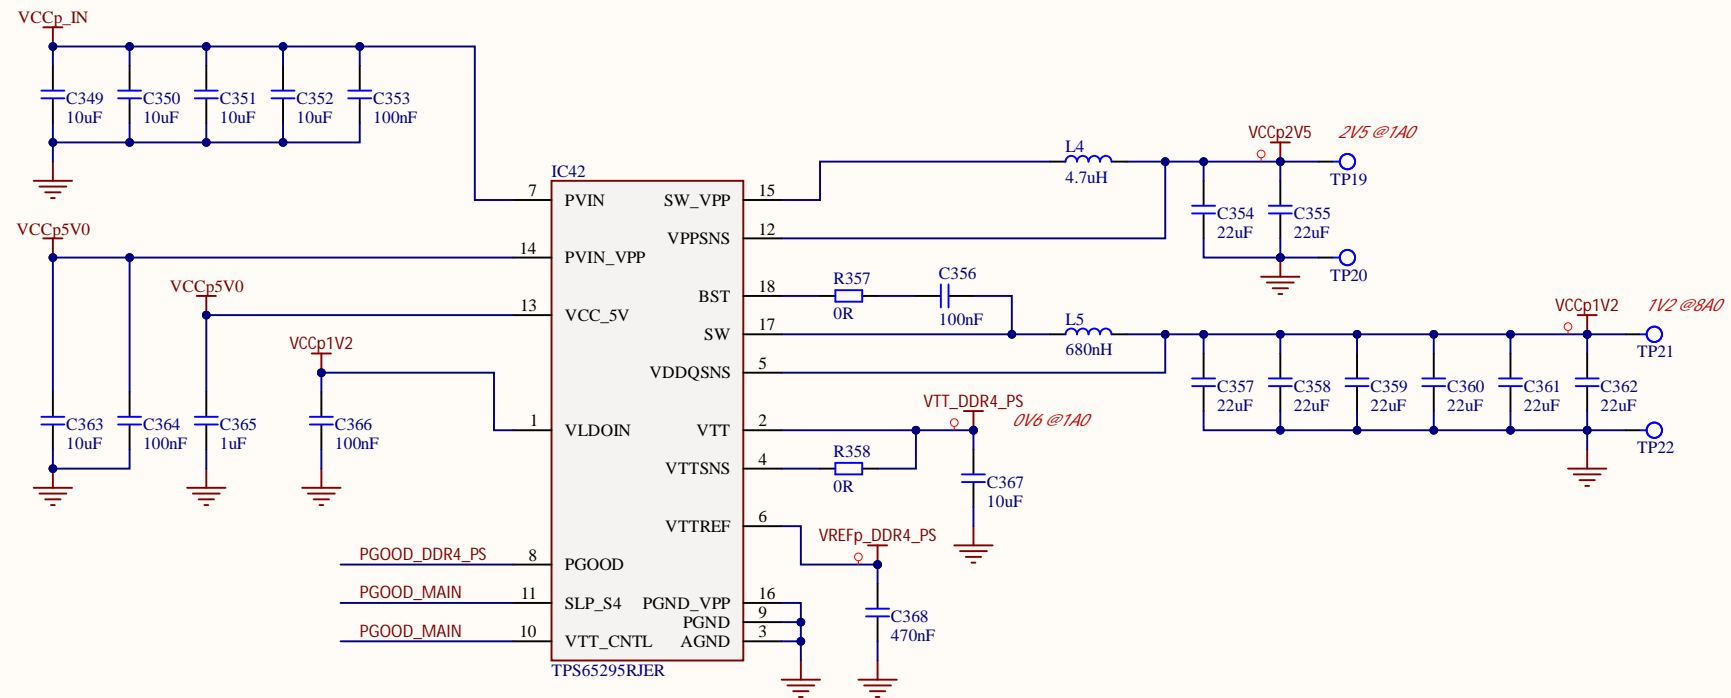 VCCp_IN
C349
10uF
C350
10uF
C351
10uF
C352
10uF
C353
100nF
VCCp5V0
VCCp5V0
VCCp1V2
C363
10uF
C364
100nF
C365
1uF
C366
100nF
PGOOD_DDR4_PS
PGOOD_MAIN
PGOOD_MAIN
IC42
7 PVIN
14 PVIN_VPP
13 VCC_5V
1 VLDOIN
8 PGOOD
11 SLP_S4
10 VTT_CNTL
SW_VPP 15
VPPSNS 12
BST 18
SW 17
VDDQSNS 5
VTT 2
VTTSNS 4
VTTREF 6
PGND_VPP 16
PGND 9
AGND 3
TPS65295RJER
L4
4.7uH
VCCp2V5
2V5 @1A0
TP19
C354
22uF
C355
22uF
TP20
R357
0R
C356
100nF
L5
680nH
VCCp1V2
1V2 @8A0
TP21
C357
22uF
C358
22uF
C359
22uF
C360
22uF
C361
22uF
C362
22uF
TP22
VTT_DDR4_PS
0V6 @1A0
R358
0R
C367
10uF
VREFp_DDR4_PS
C368
470nF